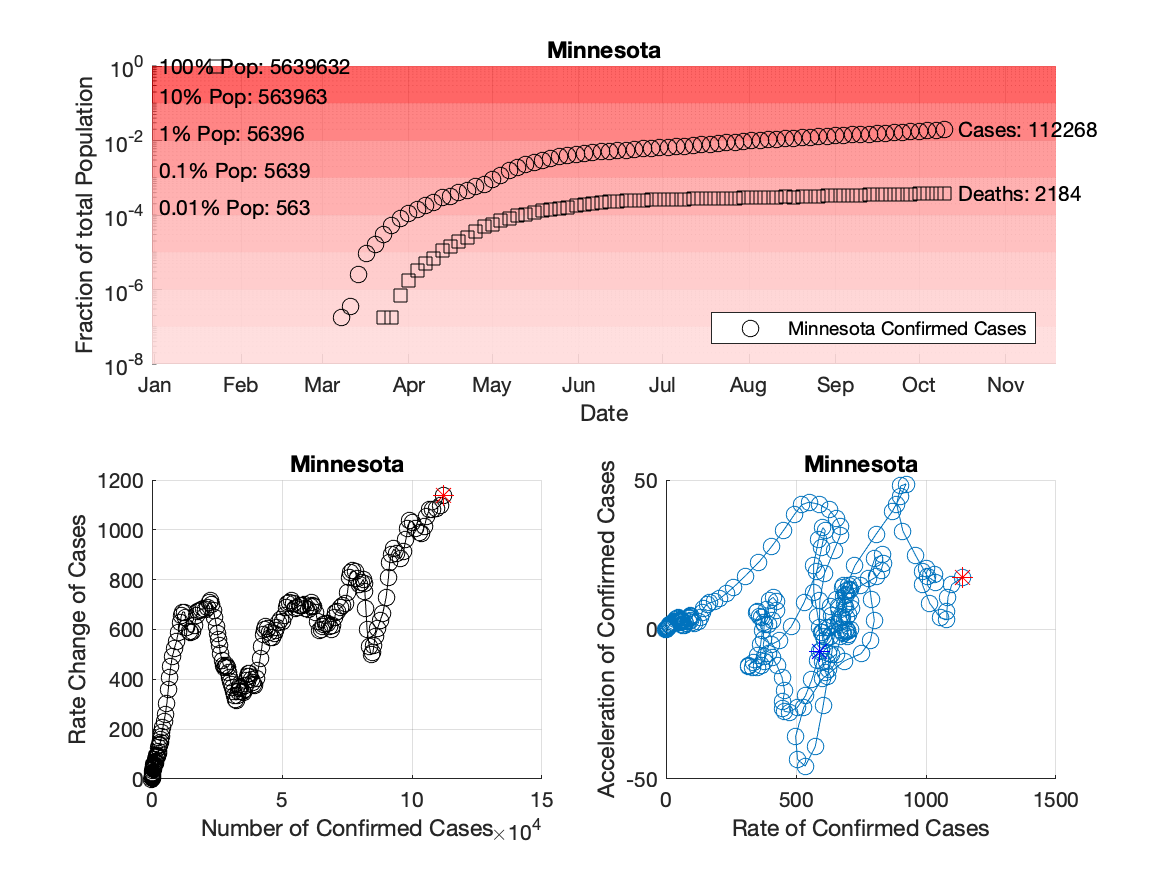 Minnesota
Fraction of total Population
10^0
10^-2
10^-4
10^-6
10^-8
100% Pop: 5639632
10% Pop: 563963
1% Pop: 56396
0.1% Pop: 5639
0.01% Pop: 563
Cases: 112268
Deaths: 2184
Minnesota Confirmed Cases
Jan Feb Mar Apr May Jun Jul Aug Sep Oct Nov
Date
Minnesota
Rate Change of Cases
1200
1000
800
600
400
200
0
0 5 10 15
Number of Confirmed Cases ×10^4
Minnesota
Acceleration of Confirmed Cases
50
0
-50
0 500 1000 1500
Rate of Confirmed Cases